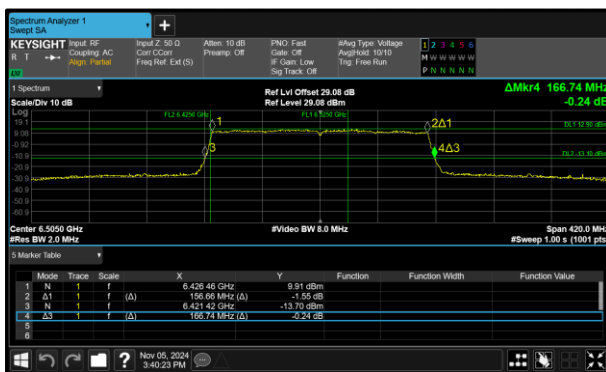 Spectrum Analyzer 1
Swept SA
+
KEYSIGHT Input: RF Input Z: 50 Ω Atten: 10 dB PNO: Fast #Avg Type: Voltage 1 2 3 4 5 6
R T Coupling: AC Corr CCorr Preamp: Off Gate: Off Avg|Hold: 10/10 M W W W W W
Align: Partial Freq Ref: Ext (S) IF Gain: Low Trig: Free Run
LW Sig Track: Off P N N N N N
1 Spectrum Ref Lvl Offset 29.08 dB ΔMkr4 166.74 MHz
Scale/Div 10 dB Ref Level 29.08 dBm -0.24 dB
Log
19.1 FL2 6.4250 GHz 1 2Δ1 DL1 12.90 dBm
9.08
-0.92
-10.9 3 4Δ3 DL2 -13.10 dBm
-20.9
-30.9
-40.9
-50.9
-60.9
Center 6.5050 GHz #Video BW 8.0 MHz Span 420.0 MHz
#Res BW 2.0 MHz #Sweep 1.00 s (1001 pts)
5 Marker Table
Mode Trace Scale X Y Function Function Width Function Value
1 N 1 f 6.426 46 GHz 9.91 dBm
2 Δ1 1 f (Δ) 156.66 MHz (Δ) -1.55 dB
3 N 1 f 6.421 42 GHz -13.70 dBm
4 Δ3 1 f (Δ) 166.74 MHz (Δ) -0.24 dB
5
6
? Nov 05, 2024
3:40:23 PM